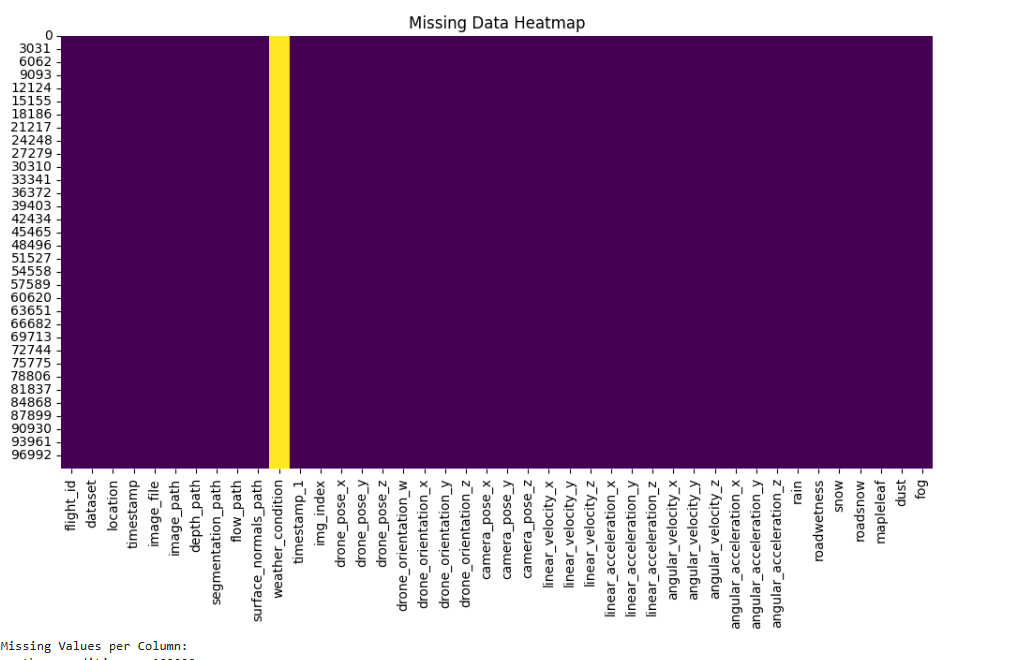 Missing Data Heatmap
0
3031
6062
9093
12124
15155
18186
21217
24248
27279
30310
33341
36372
39403
42434
45465
48496
51527
54558
57589
60620
63651
66682
69713
72744
75775
78806
81837
84868
87899
90930
93961
96992
flight_id
dataset
location
timestamp
image_file
image_path
depth_path
segmentation_path
flow_path
surface_normals_path
weather_condition
timestamp_1
img_index
drone_pose_x
drone_pose_y
drone_pose_z
drone_orientation_w
drone_orientation_x
drone_orientation_y
drone_orientation_z
camera_pose_x
camera_pose_y
camera_pose_z
linear_velocity_x
linear_velocity_y
linear_velocity_z
linear_acceleration_x
linear_acceleration_y
linear_acceleration_z
angular_velocity_x
angular_velocity_y
angular_velocity_z
angular_acceleration_x
angular_acceleration_y
angular_acceleration_z
rain
roadwetness
snow
roadsnow
mapleleaf
dust
fog
Missing Values per Column: